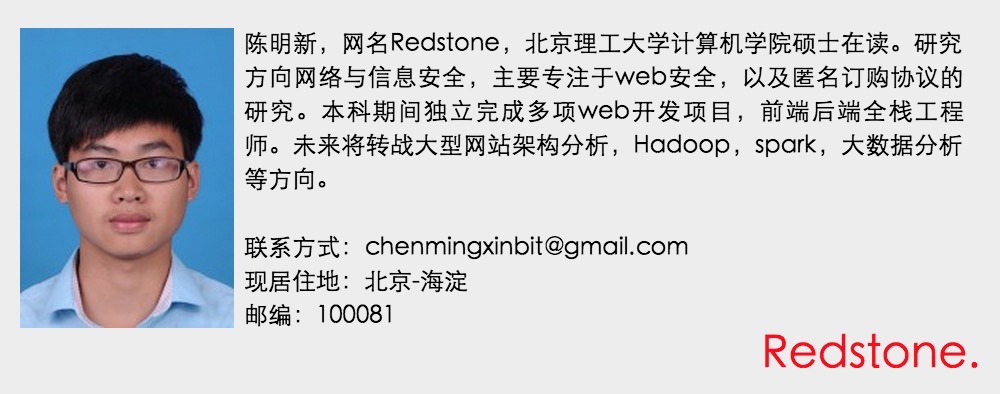 陈明新，网名Redstone，北京理工大学计算机学院硕士在读。研究
方向网络与信息安全，主要专注于web安全，以及匿名订购协议的
研究。本科期间独立完成多项web开发项目，前端后端全栈工程
师。未来将转战大型网站架构分析，Hadoop，spark，大数据分析
等方向。
联系方式：chenmingxinbit@gmail.com
现居住地：北京-海淀
邮编：100081
Redstone.